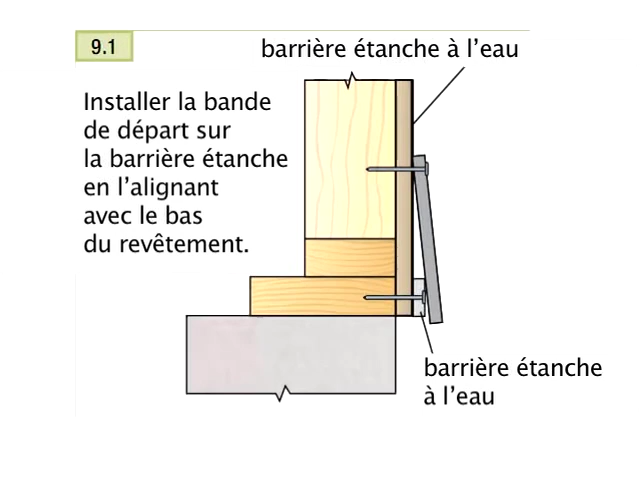 9.1
barrière étanche à l'eau
Installer la bande
de départ sur
la barrière étanche
en l'alignant
avec le bas
du revêtement.
barrière étanche
à l'eau